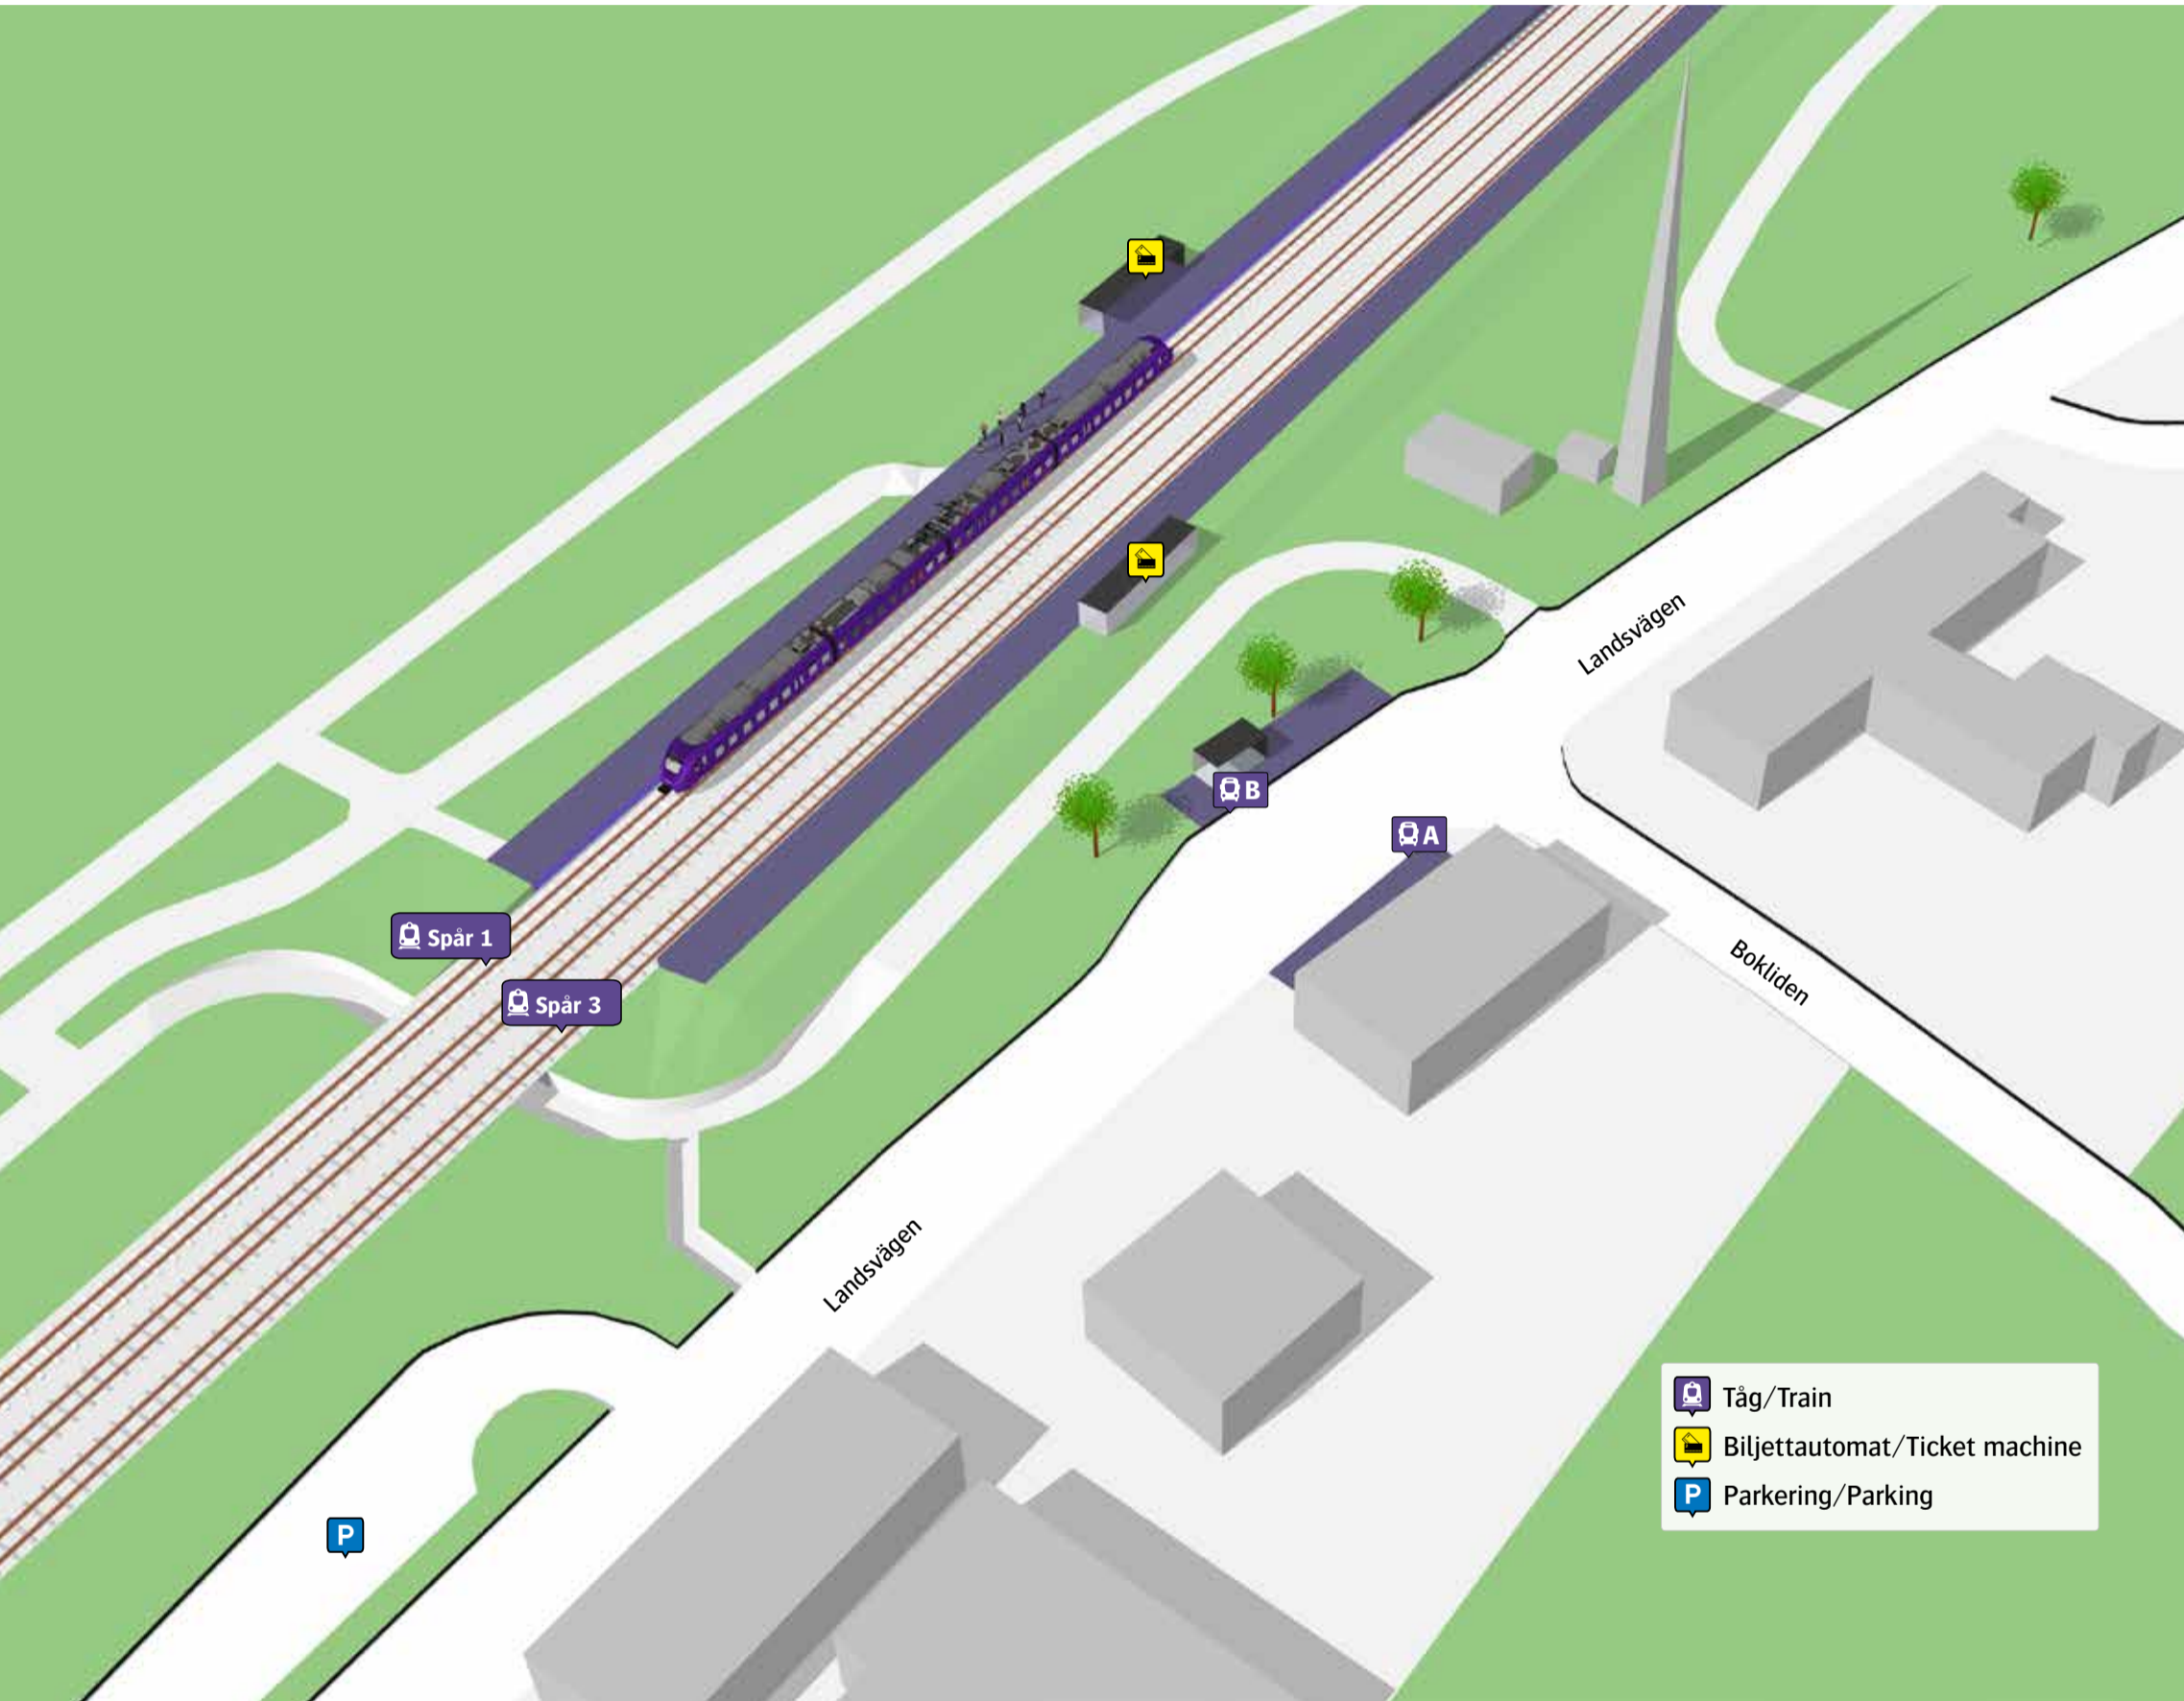 Landsvägen
B
A
Spår 1
Bokliden
Spår 3
Landsvägen
Tåg/Train
Biljettautomat/Ticket machine
P Parkering/Parking
P